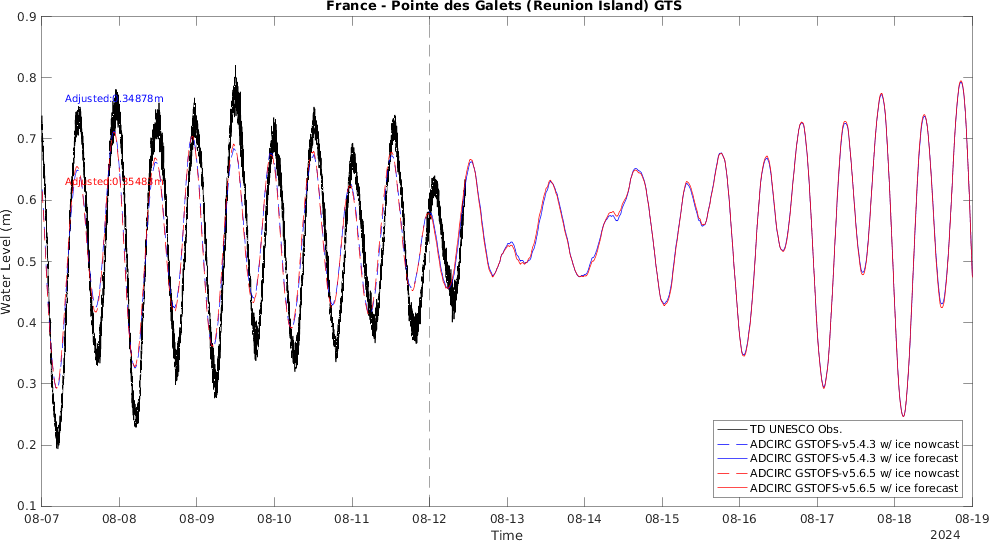 France - Pointe des Galets (Reunion Island) GTS
0.9
0.8
0.7
0.6
0.5
0.4
0.3
0.2
0.1
Water Level (m)
Adjusted:0.34878m
TD UNESCO Obs.
ADCIRC GSTOFS-v5.4.3 w/ ice nowcast
ADCIRC GSTOFS-v5.4.3 w/ ice forecast
ADCIRC GSTOFS-v5.6.5 w/ ice nowcast
ADCIRC GSTOFS-v5.6.5 w/ ice forecast
08-07 08-08 08-09 08-10 08-11 08-12 08-13 08-14 08-15 08-16 08-17 08-18 08-19
Time
2024